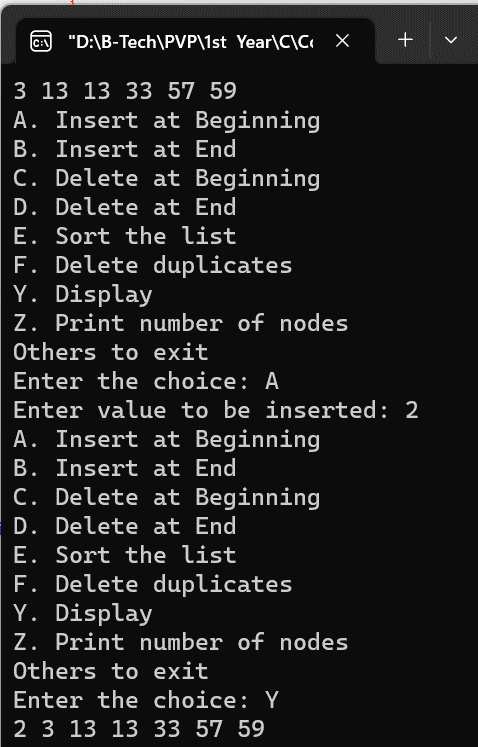 "D:\B-Tech\PVP\1st Year\C\Cc
3 13 13 33 57 59
A. Insert at Beginning
B. Insert at End
C. Delete at Beginning
D. Delete at End
E. Sort the list
F. Delete duplicates
Y. Display
Z. Print number of nodes
Others to exit
Enter the choice: A
Enter value to be inserted: 2
A. Insert at Beginning
B. Insert at End
C. Delete at Beginning
D. Delete at End
E. Sort the list
F. Delete duplicates
Y. Display
Z. Print number of nodes
Others to exit
Enter the choice: Y
2 3 13 13 33 57 59